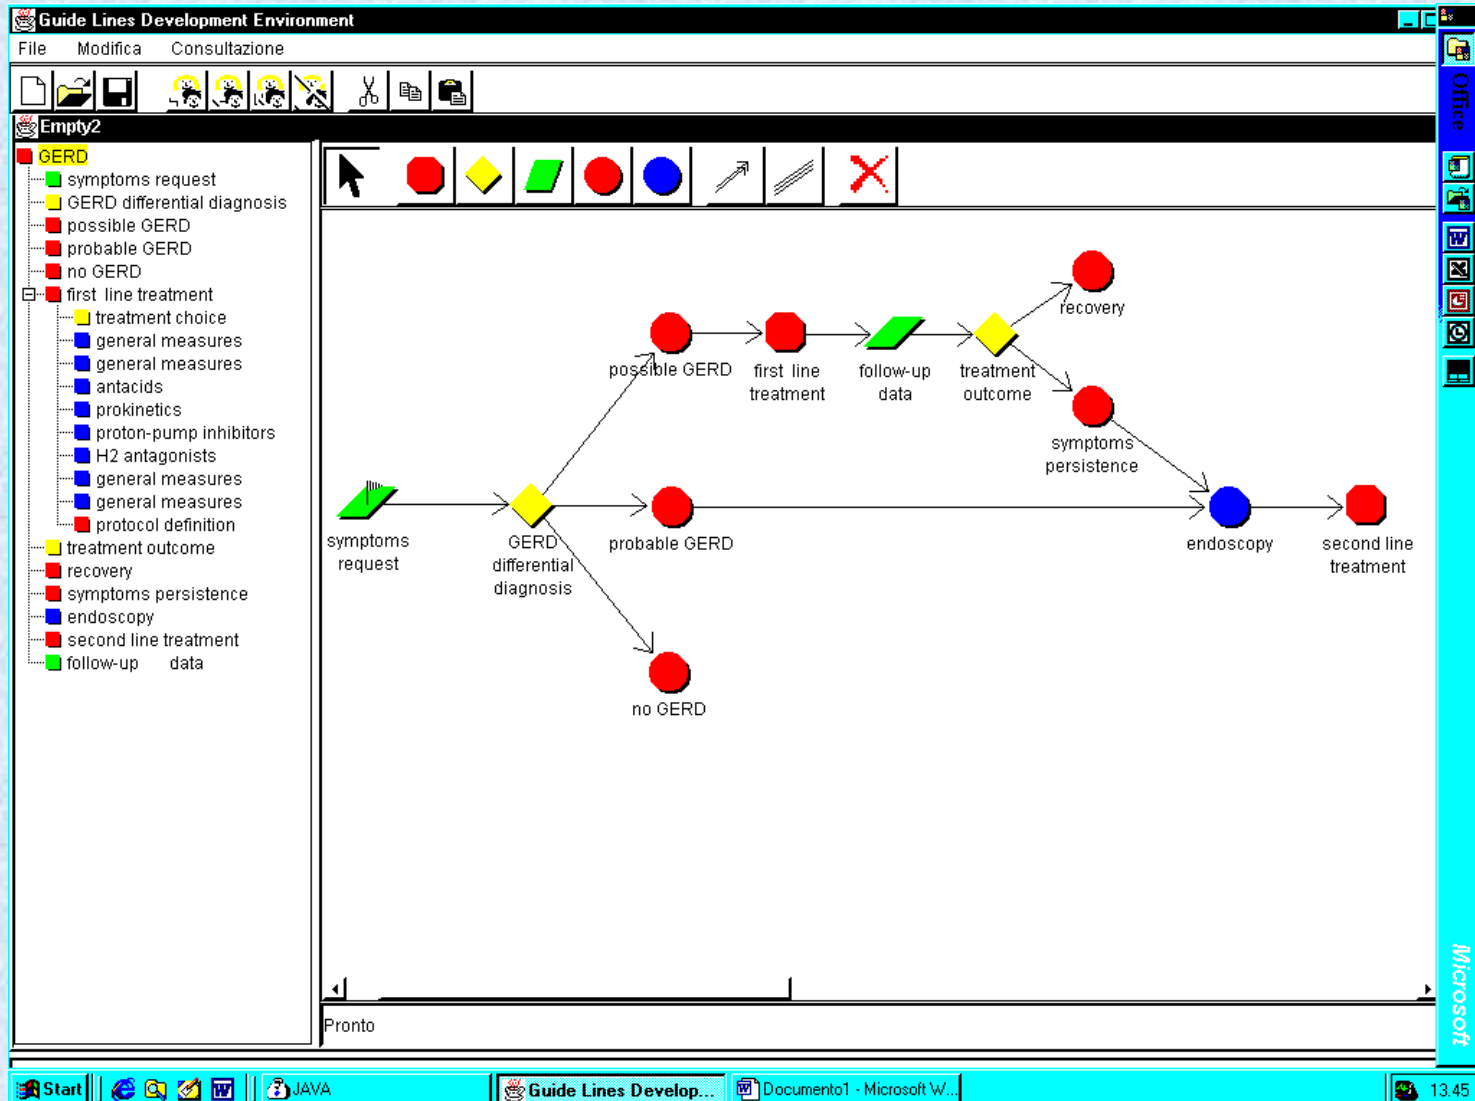 Guide Lines Development Environment
File Modifica Consultazione
Office
Empty2
GERD
symptoms request
GERD differential diagnosis
possible GERD
probable GERD
no GERD
first line treatment
treatment choice
general measures
general measures
antacids
prokinetics
proton-pump inhibitors
H2 antagonists
general measures
general measures
protocol definition
treatment outcome
recovery
symptoms persistence
endoscopy
second line treatment
follow-up data
recovery
possible GERD
first line
treatment
follow-up
data
treatment
outcome
symptoms
persistence
symptoms
request
GERD
differential
diagnosis
probable GERD
endoscopy
second line
treatment
no GERD
Pronto
Microsoft
Start
JAVA
Guide Lines Develop...
Documento1 - Microsoft W...
13.45